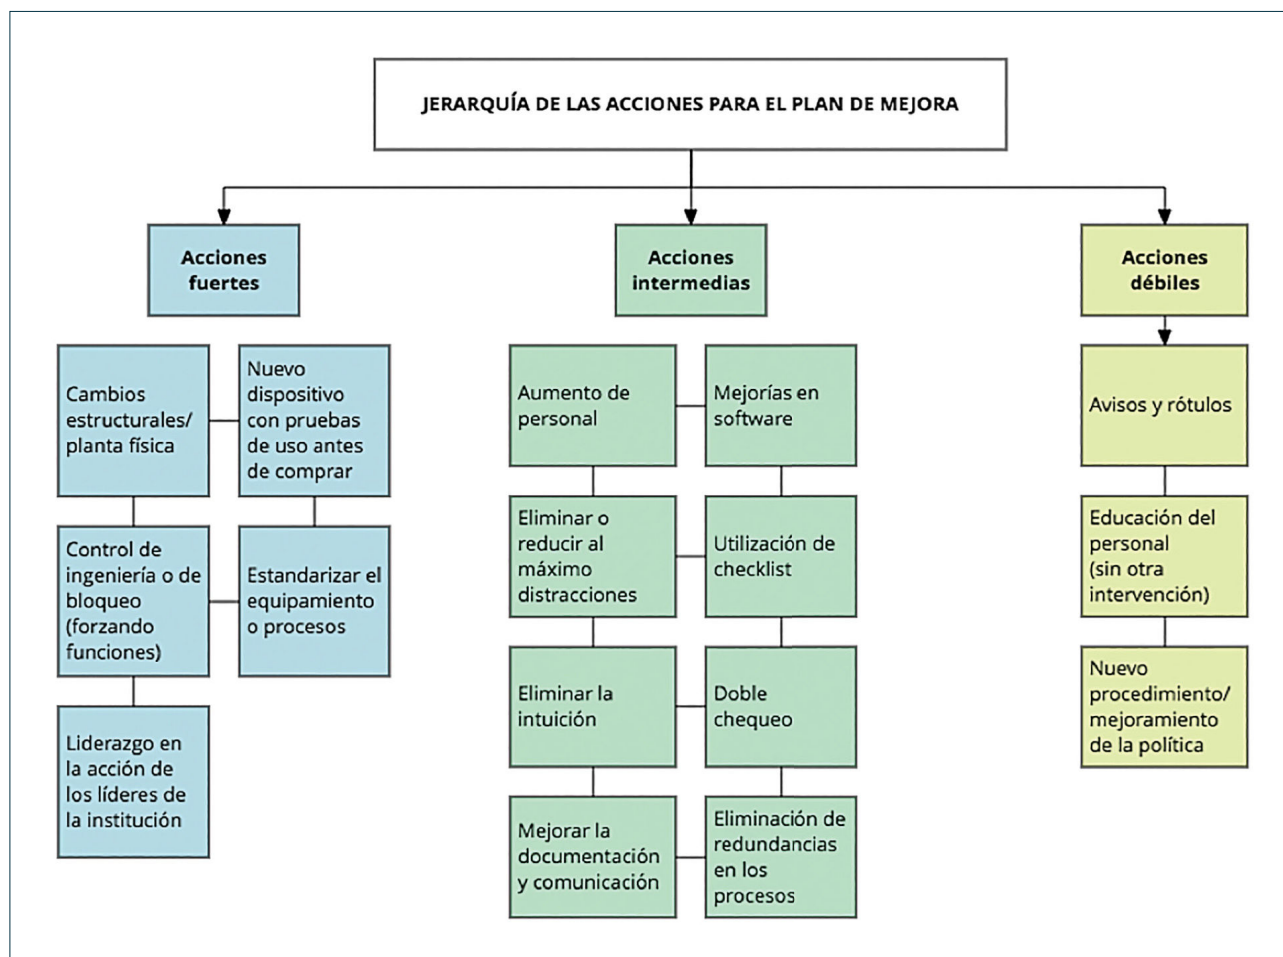 JERARQUÍA DE LAS ACCIONES PARA EL PLAN DE MEJORA
Acciones
fuertes
Cambios
estructurales/
planta física
Nuevo
dispositivo
con pruebas
de uso antes
de comprar
Control de
ingeniería o de
bloqueo
(forzando
funciones)
Estandarizar el
equipamiento
o procesos
Liderazgo en
la acción de
los líderes de
la institución
Acciones
intermedias
Aumento de
personal
Mejorías en
software
Eliminar o
reducir al
máximo
distracciones
Utilización de
checklist
Eliminar la
intuición
Doble
chequeo
Mejorar la
documentación
y comunicación
Eliminación de
redundancias
en los
procesos
Acciones
débiles
Avisos y rótulos
Educación del
personal
(sin otra
intervención)
Nuevo
procedimiento/
mejoramiento
de la política